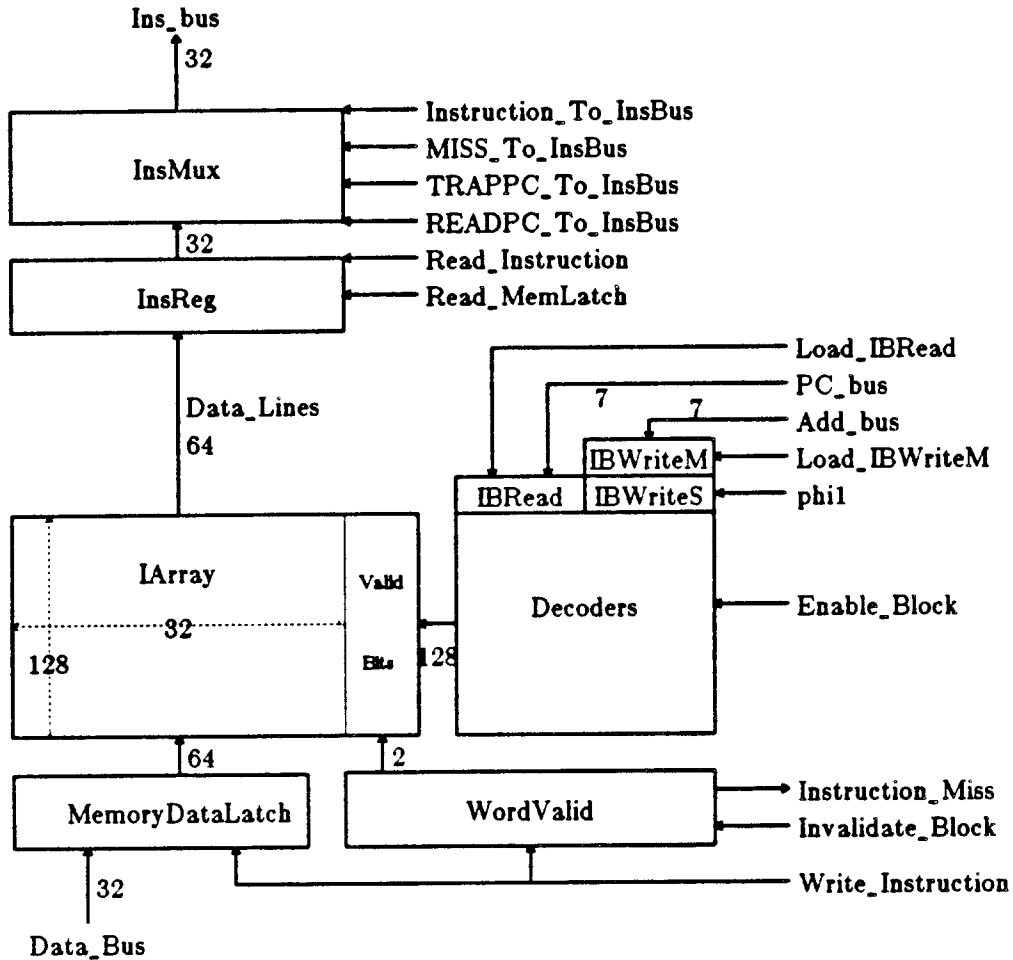 Ins_bus
32
Instruction_To_InsBus
MISS_To_InsBus
InsMux
TRAPPC_To_InsBus
READPC_To_InsBus
32
Read_Instruction
InsReg
Read_MemLatch
Load_IBRead
PC_bus
7
Data_Lines
7
Add_bus
64
IBWriteM
Load_IBWriteM
IBRead
IBWriteS
phi1
IArray
Valid
Decoders
Enable_Block
32
128
Bits
128
64
2
MemoryDataLatch
WordValid
Instruction_Miss
Invalidate_Block
32
Write_Instruction
Data_Bus